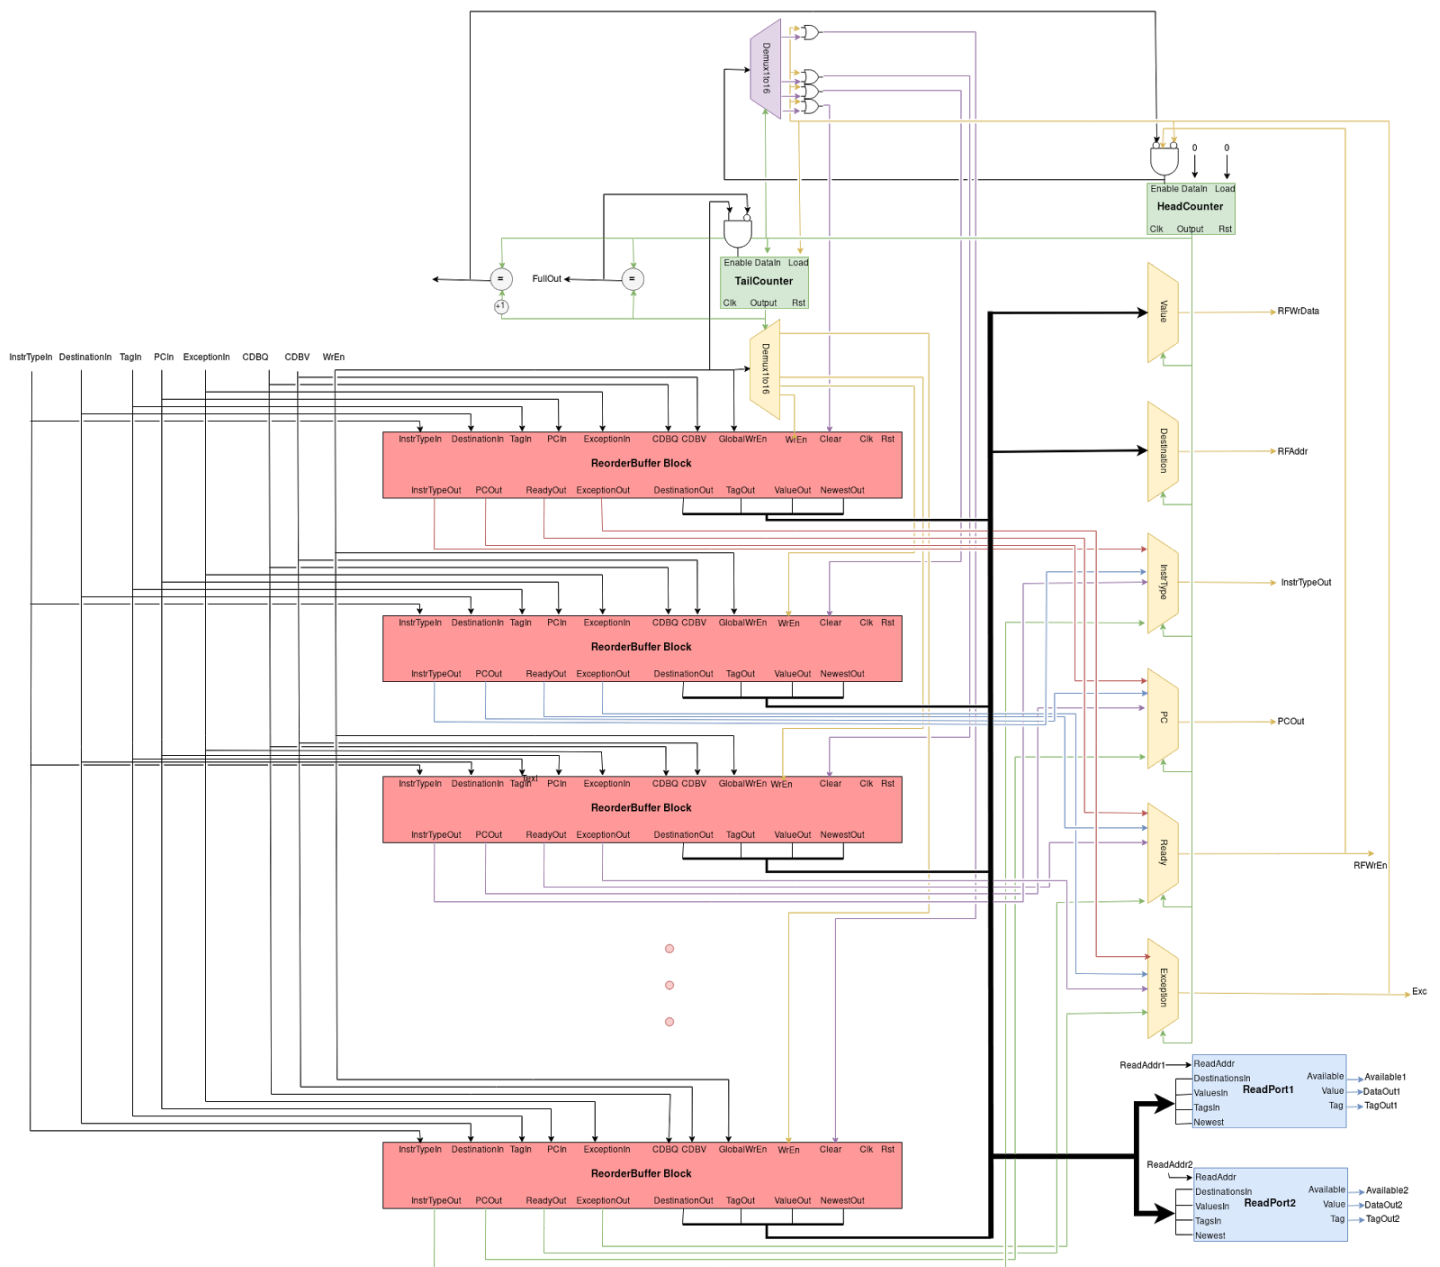 Demux1to16
0 0
Enable DataIn Load
HeadCounter
Clk Output Rst
Enable DataIn Load
TailCounter
Clk Output Rst
=
FullOut
=
+1
Demux1to16
Value
RFWrData
InstrTypeIn DestinationIn TagIn PCIn ExceptionIn CDBQ CDBV WrEn
InstrTypeIn DestinationIn TagIn PCIn ExceptionIn CDBQ CDBV GlobalWrEn WrEn Clear Clk Rst
ReorderBuffer Block
InstrTypeOut PCOut ReadyOut ExceptionOut DestinationOut TagOut ValueOut NewestOut
Destination
RFAddr
InstrType
InstrTypeOut
InstrTypeIn DestinationIn TagIn PCIn ExceptionIn CDBQ CDBV GlobalWrEn WrEn Clear Clk Rst
ReorderBuffer Block
InstrTypeOut PCOut ReadyOut ExceptionOut DestinationOut TagOut ValueOut NewestOut
PC
PCOut
Text
InstrTypeIn DestinationIn TagIn PCIn ExceptionIn CDBQ CDBV GlobalWrEn WrEn Clear Clk Rst
ReorderBuffer Block
InstrTypeOut PCOut ReadyOut ExceptionOut DestinationOut TagOut ValueOut NewestOut
Ready
RFWrEn
Exception
Exc
ReadAddr1
ReadAddr
DestinationsIn
ValuesIn
TagsIn
Newest
ReadPort1
Available
Value
Tag
Available1
DataOut1
TagOut1
InstrTypeIn DestinationIn TagIn PCIn ExceptionIn CDBQ CDBV GlobalWrEn WrEn Clear Clk Rst
ReorderBuffer Block
InstrTypeOut PCOut ReadyOut ExceptionOut DestinationOut TagOut ValueOut NewestOut
ReadAddr2
ReadAddr
DestinationsIn
ValuesIn
TagsIn
Newest
ReadPort2
Available
Value
Tag
Available2
DataOut2
TagOut2